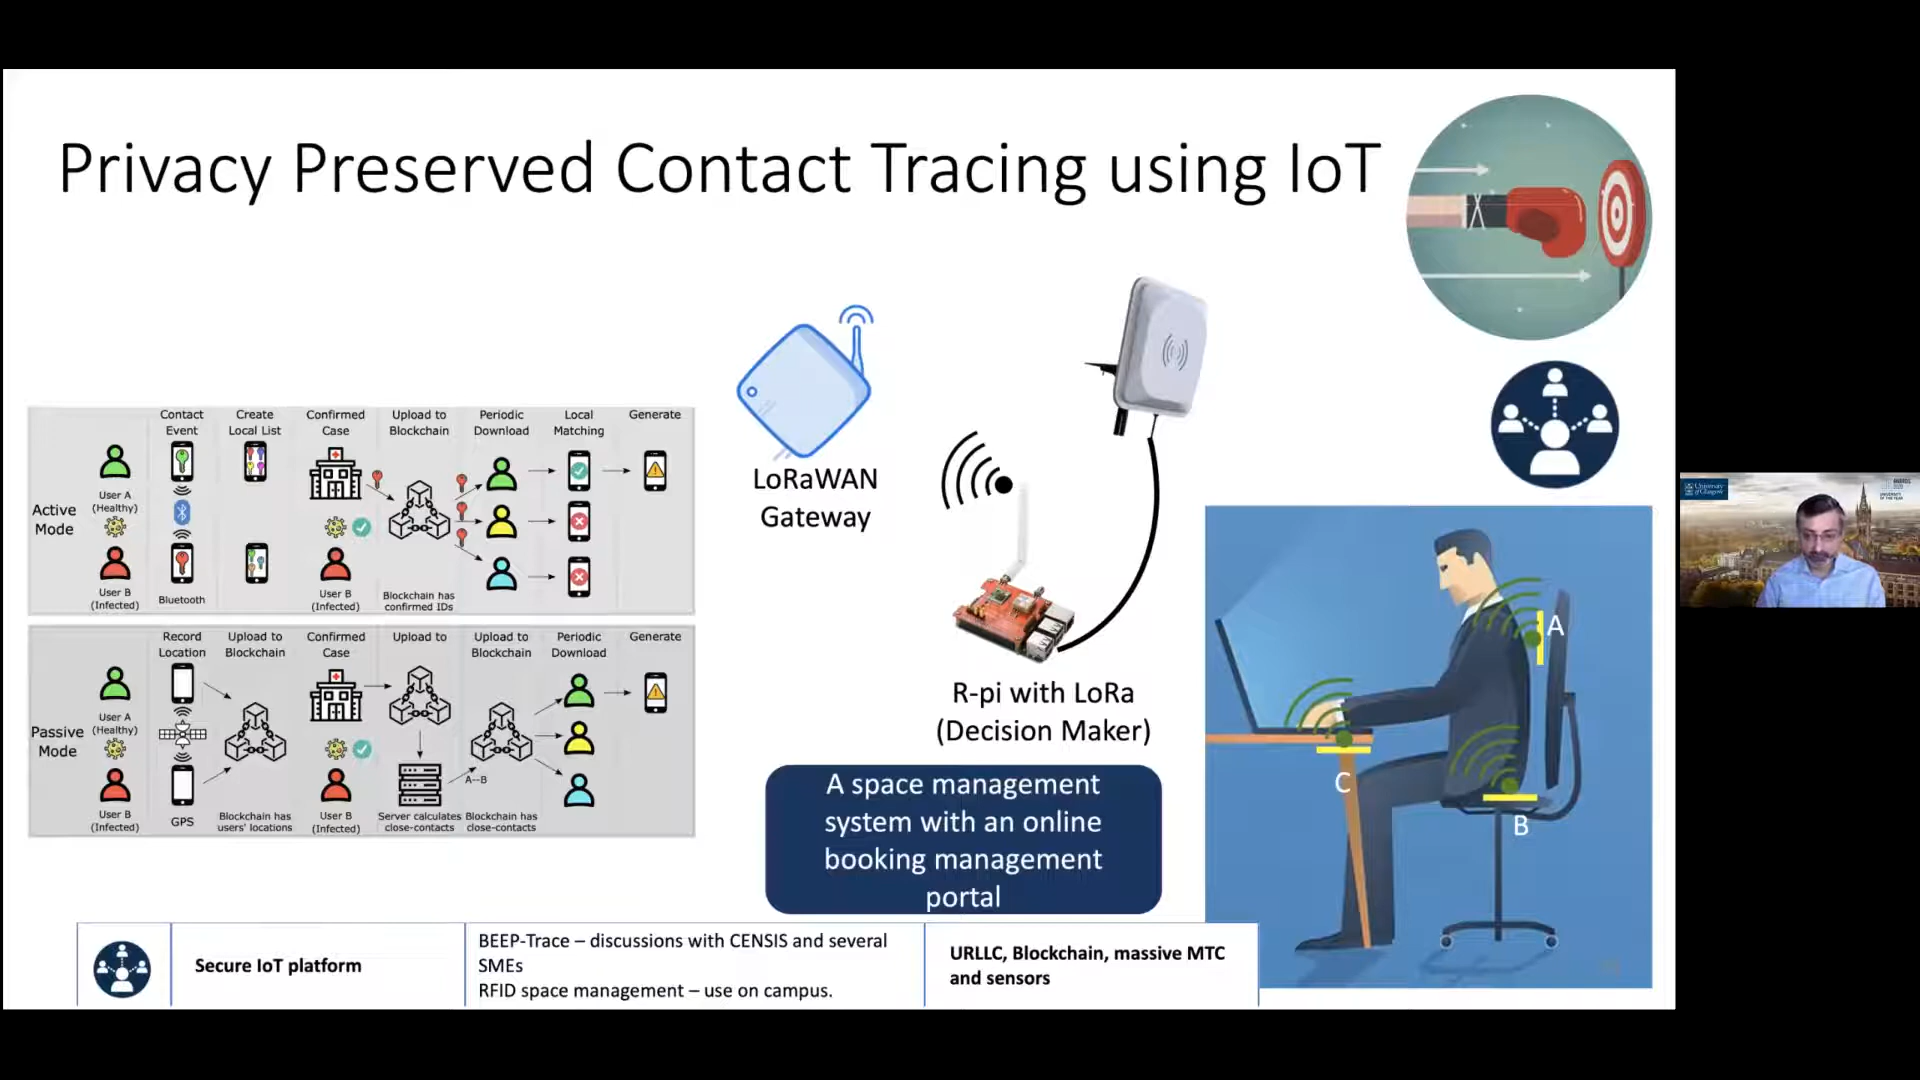 Privacy Preserved Contact Tracing using IoT
Contact
Event
Create
Local List
Confirmed
Case
Upload to
Blockchain
Periodic
Download
Local
Matching
Generate
Active
Mode
User A
(Healthy)
User B
(Infected)
Bluetooth
User B
(Infected)
Blockchain has
confirmed IDs
Record
Location
Upload to
Blockchain
Confirmed
Case
Upload to
Upload to
Blockchain
Periodic
Download
Generate
Passive
Mode
User A
(Healthy)
User B
(Infected)
GPS
Blockchain has
users' locations
User B
(Infected)
Server calculates
close-contacts
A--B
Blockchain has
close-contacts
LoRaWAN
Gateway
R-pi with LoRa
(Decision Maker)
A space management
system with an online
booking management
portal
A
B
C
Secure IoT platform
BEEP-Trace – discussions with CENSIS and several
SMEs
RFID space management – use on campus.
URLLC, Blockchain, massive MTC
and sensors
University
of Glasgow